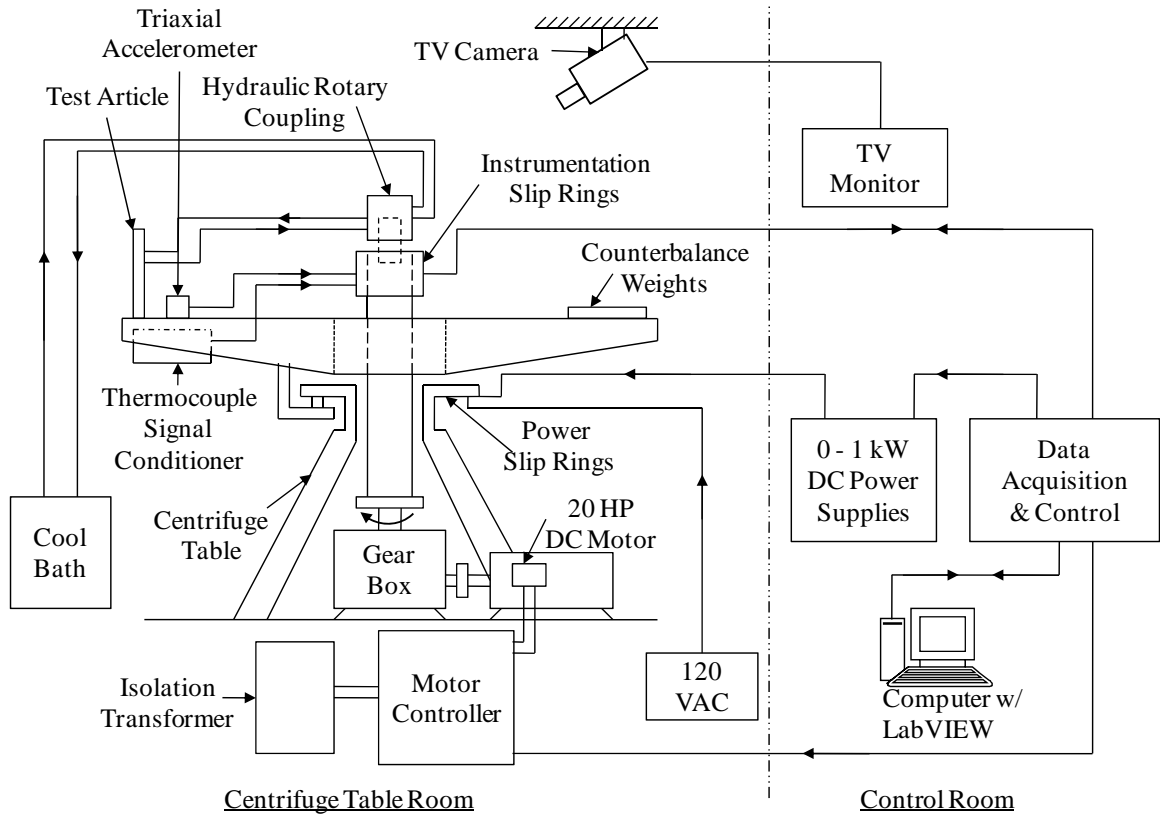 Triaxial
Accelerometer
TV Camera
Test Article
Hydraulic Rotary
Coupling
Instrumentation
Slip Rings
TV
Monitor
Counterbalance
Weights
Thermocouple
Signal
Conditioner
Power
Slip Rings
0 - 1 kW
DC Power
Supplies
Data
Acquisition
& Control
Cool
Bath
Centrifuge
Table
Gear
Box
20 HP
DC Motor
Isolation
Transformer
Motor
Controller
120
VAC
Computer w/
LabVIEW
Centrifuge Table Room
Control Room